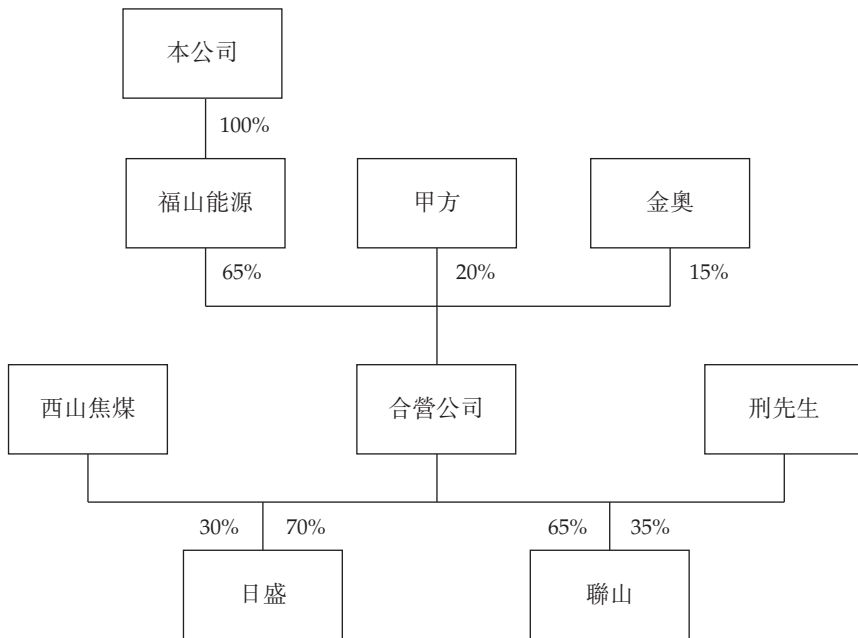 本公司
100%
福山能源
甲方
金奧
65%
20%
15%
西山焦煤
合營公司
刑先生
30%
70%
65%
35%
日盛
聯山